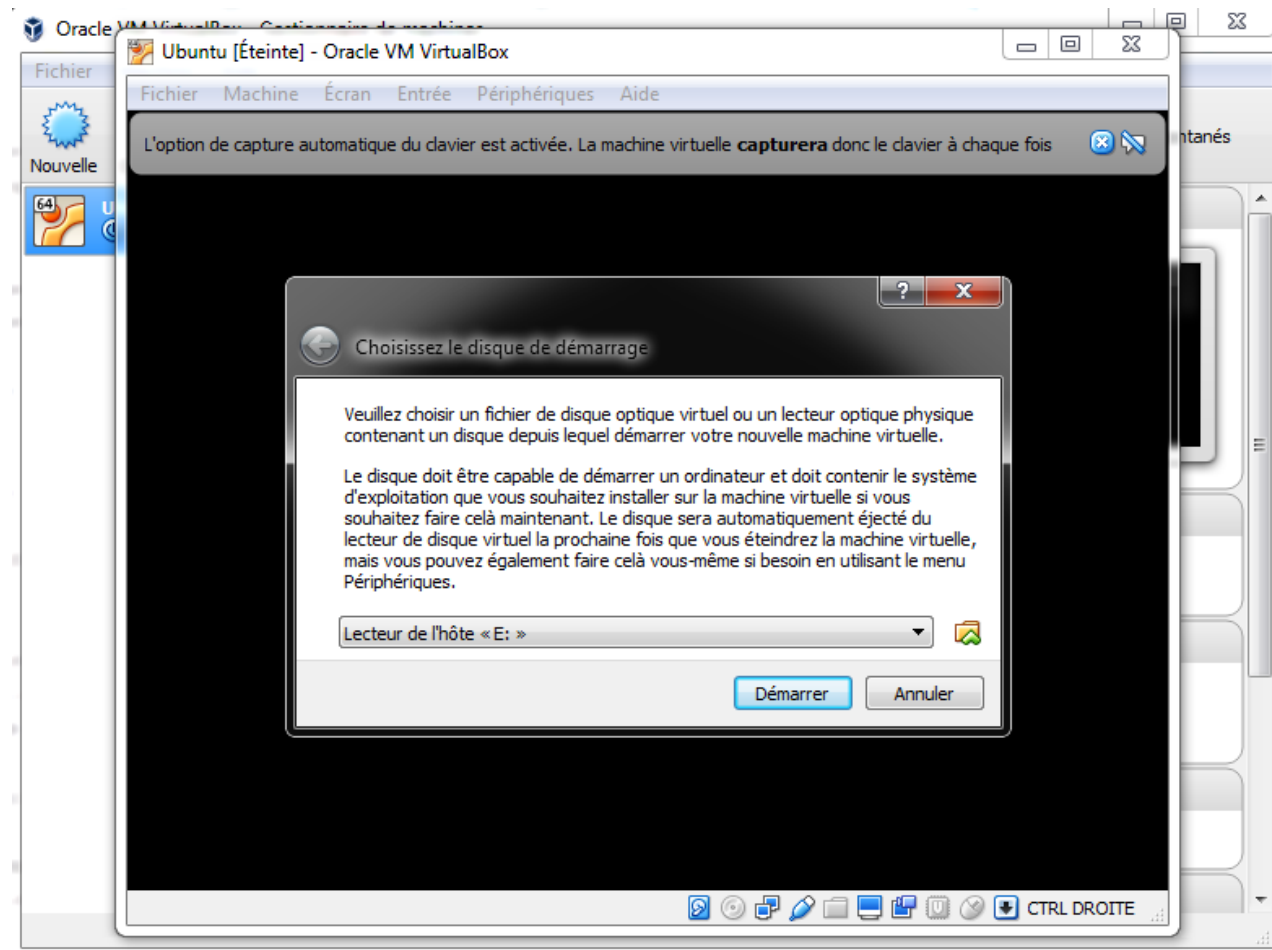 Oracle VM VirtualBox - Gestionnaire de machines
Fichier
Nouvelle
64
U
ntanés
Ubuntu [Éteinte] - Oracle VM VirtualBox
Fichier Machine Écran Entrée Périphériques Aide
L'option de capture automatique du clavier est activée. La machine virtuelle capturera donc le clavier à chaque fois
?
Choisissez le disque de démarrage
Veuillez choisir un fichier de disque optique virtuel ou un lecteur optique physique
contenant un disque depuis lequel démarrer votre nouvelle machine virtuelle.
Le disque doit être capable de démarrer un ordinateur et doit contenir le système
d'exploitation que vous souhaitez installer sur la machine virtuelle si vous
souhaitez faire celà maintenant. Le disque sera automatiquement éjecté du
lecteur de disque virtuel la prochaine fois que vous éteindrez la machine virtuelle,
mais vous pouvez également faire celà vous-même si besoin en utilisant le menu
Périphériques.
Lecteur de l'hôte « E: »
Démarrer Annuler
CTRL DROITE